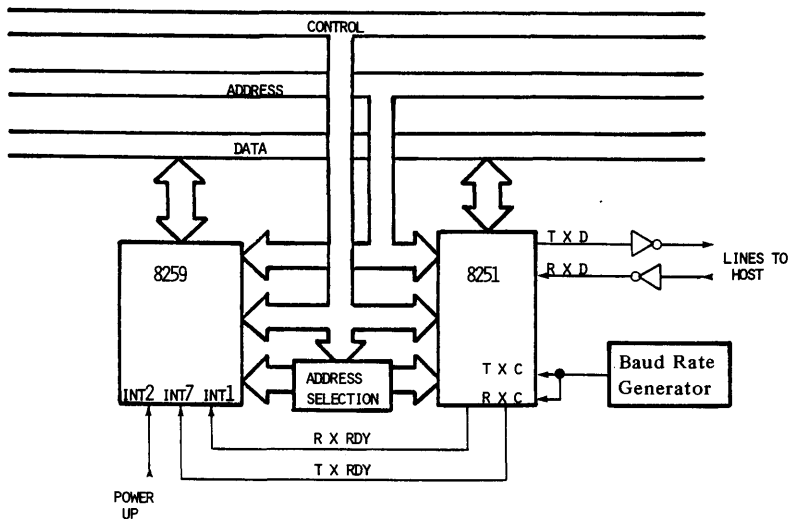 CONTROL
ADDRESS
DATA
8259
8251
T X D
R X D
LINES TO
HOST
T X C
R X C
Baud Rate
Generator
ADDRESS
SELECTION
INT2 INT7 INT1
R X RDY
T X RDY
POWER
UP